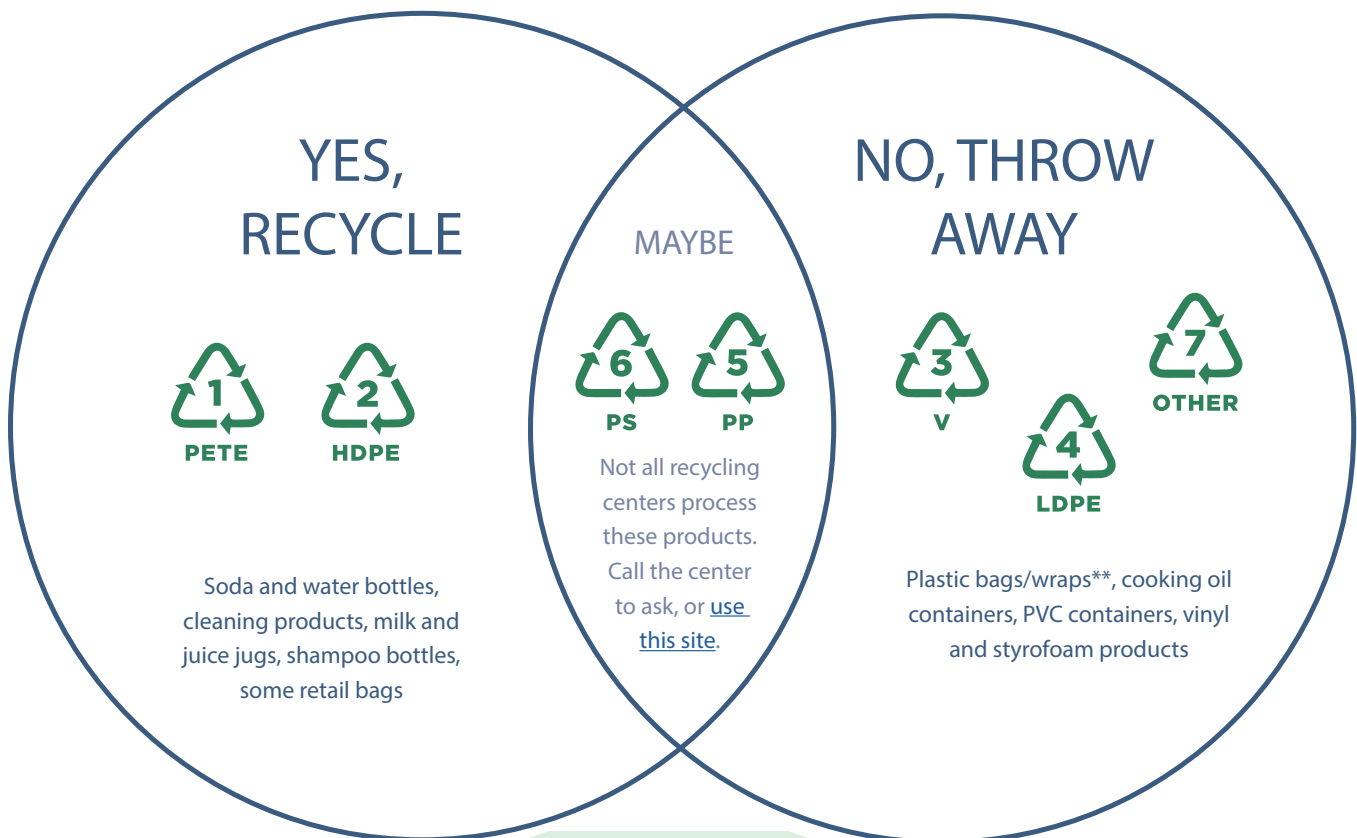 YES,
RECYCLE
1
PETE
2
HDPE
Soda and water bottles,
cleaning products, milk and
juice jugs, shampoo bottles,
some retail bags
MAYBE
6
PS
5
PP
Not all recycling
centers process
these products.
Call the center
to ask, or use
this site.
NO, THROW
AWAY
3
V
4
LDPE
7
OTHER
Plastic bags/wraps**, cooking oil
containers, PVC containers, vinyl
and styrofoam products